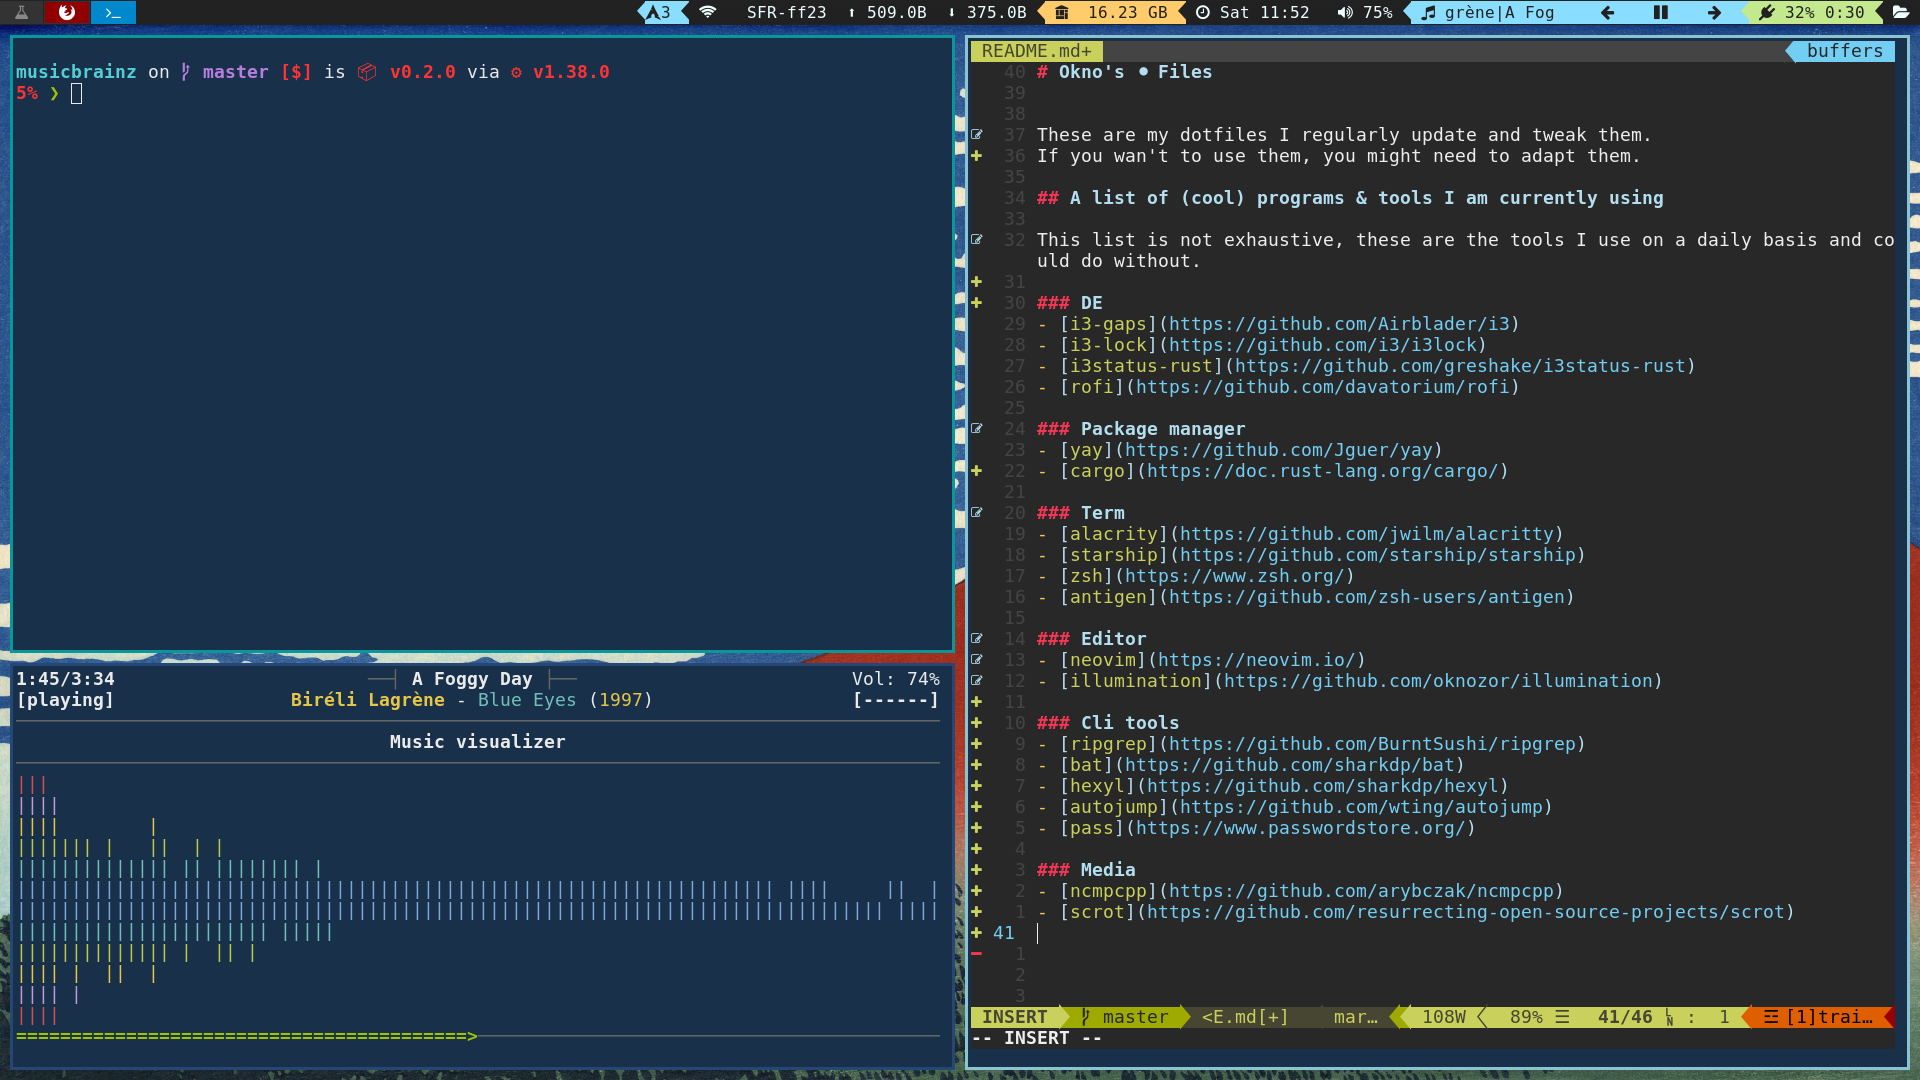 3 SFR-ff23 ⬆ 509.0B ⬇ 375.0B 16.23 GB Sat 11:52 75% grène|A Fog 32% 0:30
musicbrainz on master [$] is v0.2.0 via v1.38.0
5% ❯
1:45/3:34 A Foggy Day Vol: 74%
[playing] Biréli Lagrène - Blue Eyes (1997) [------]
Music visualizer
README.md+ buffers
40 # Okno's ⚫ Files
39
38
37 These are my dotfiles I regularly update and tweak them.
36 If you wan't to use them, you might need to adapt them.
35
34 ## A list of (cool) programs & tools I am currently using
33
32 This list is not exhaustive, these are the tools I use on a daily basis and co
uld do without.
31
30 ### DE
29 - [i3-gaps](https://github.com/Airblader/i3)
28 - [i3-lock](https://github.com/i3/i3lock)
27 - [i3status-rust](https://github.com/greshake/i3status-rust)
26 - [rofi](https://github.com/davatorium/rofi)
25
24 ### Package manager
23 - [yay](https://github.com/Jguer/yay)
22 - [cargo](https://doc.rust-lang.org/cargo/)
21
20 ### Term
19 - [alacrity](https://github.com/jwilm/alacritty)
18 - [starship](https://github.com/starship/starship)
17 - [zsh](https://www.zsh.org/)
16 - [antigen](https://github.com/zsh-users/antigen)
15
14 ### Editor
13 - [neovim](https://neovim.io/)
12 - [illumination](https://github.com/oknozor/illumination)
11
10 ### Cli tools
9 - [ripgrep](https://github.com/BurntSushi/ripgrep)
8 - [bat](https://github.com/sharkdp/bat)
7 - [hexyl](https://github.com/sharkdp/hexyl)
6 - [autojump](https://github.com/wting/autojump)
5 - [pass](https://www.passwordstore.org/)
4
3 ### Media
2 - [ncmpcpp](https://github.com/arybczak/ncmpcpp)
1 - [scrot](https://github.com/resurrecting-open-source-projects/scrot)
41
1
2
3
INSERT master <E.md[+] mar… 108W 89% ☰ 41/46 : 1 ☲ [1]trai…
-- INSERT --